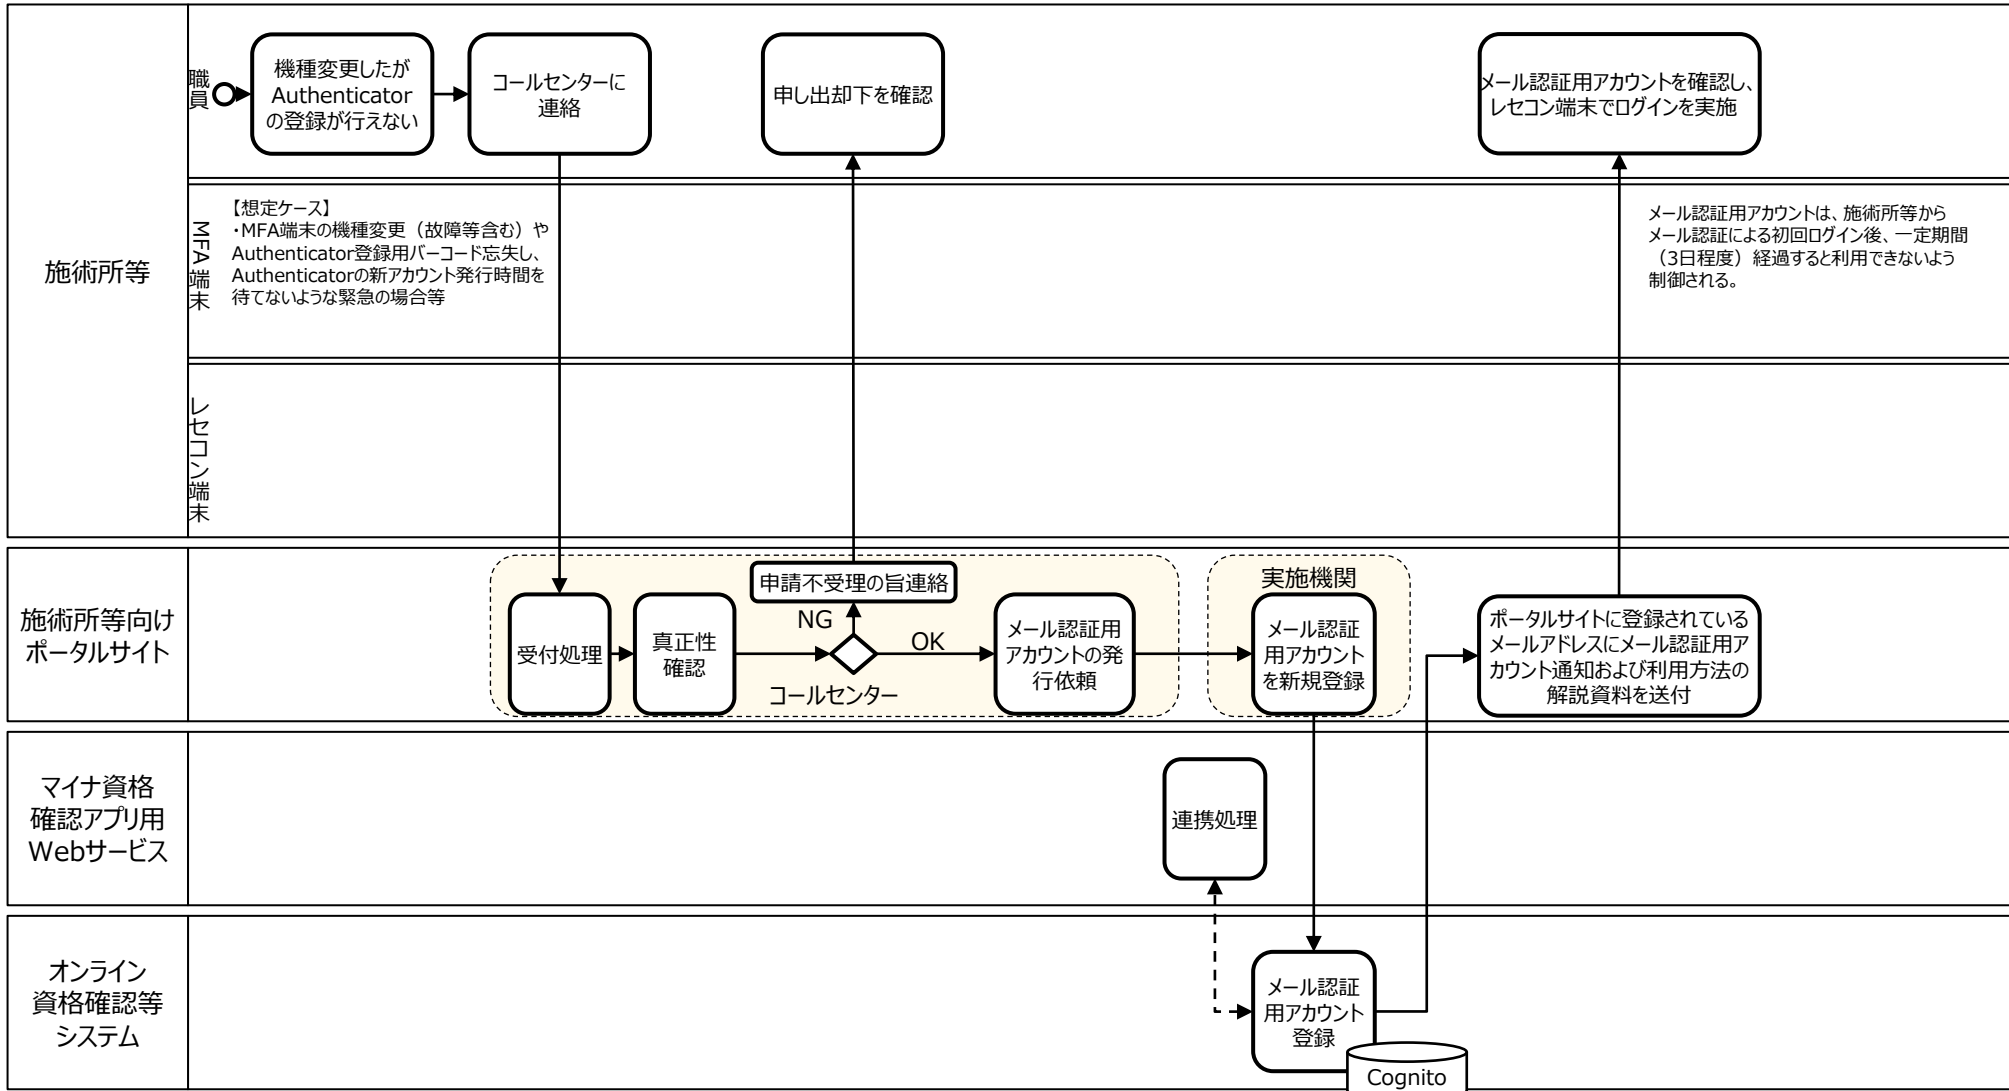 施術所等
職員
機種変更したが
Authenticator
の登録が行えない
コールセンターに
連絡
申し出却下を確認
メール認証用アカウントを確認し、
レセコン端末でログインを実施
MFA端末
【想定ケース】
・MFA端末の機種変更（故障等含む）や
Authenticator登録用バーコード忘失し、
Authenticatorの新アカウント発行時間を
待てないような緊急の場合等
メール認証用アカウントは、施術所等から
メール認証による初回ログイン後、一定期間
（3日程度）経過すると利用できないよう
制御される。
レセコン端末
施術所等向け
ポータルサイト
受付処理
真正性
確認
申請不受理の旨連絡
NG
OK
コールセンター
メール認証用
アカウントの発
行依頼
実施機関
メール認証
用アカウント
を新規登録
ポータルサイトに登録されている
メールアドレスにメール認証用ア
カウント通知および利用方法の
解説資料を送付
マイナ資格
確認アプリ用
Webサービス
連携処理
オンライン
資格確認等
システム
メール認証
用アカウント
登録
Cognito